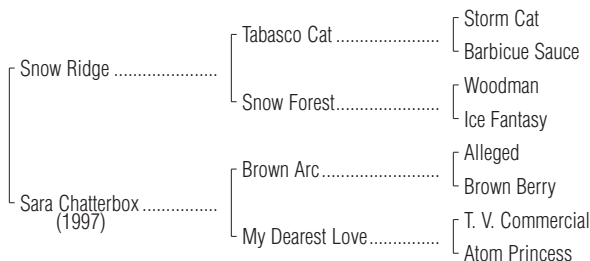 Storm Cat
Tabasco Cat ......................
Barbicue Sauce
Snow Ridge ......................
Woodman
Snow Forest......................
Ice Fantasy
Alleged
Brown Arc .........................
Brown Berry
Sara Chatterbox ................
(1997)
T. V. Commercial
My Dearest Love...............
Atom Princess